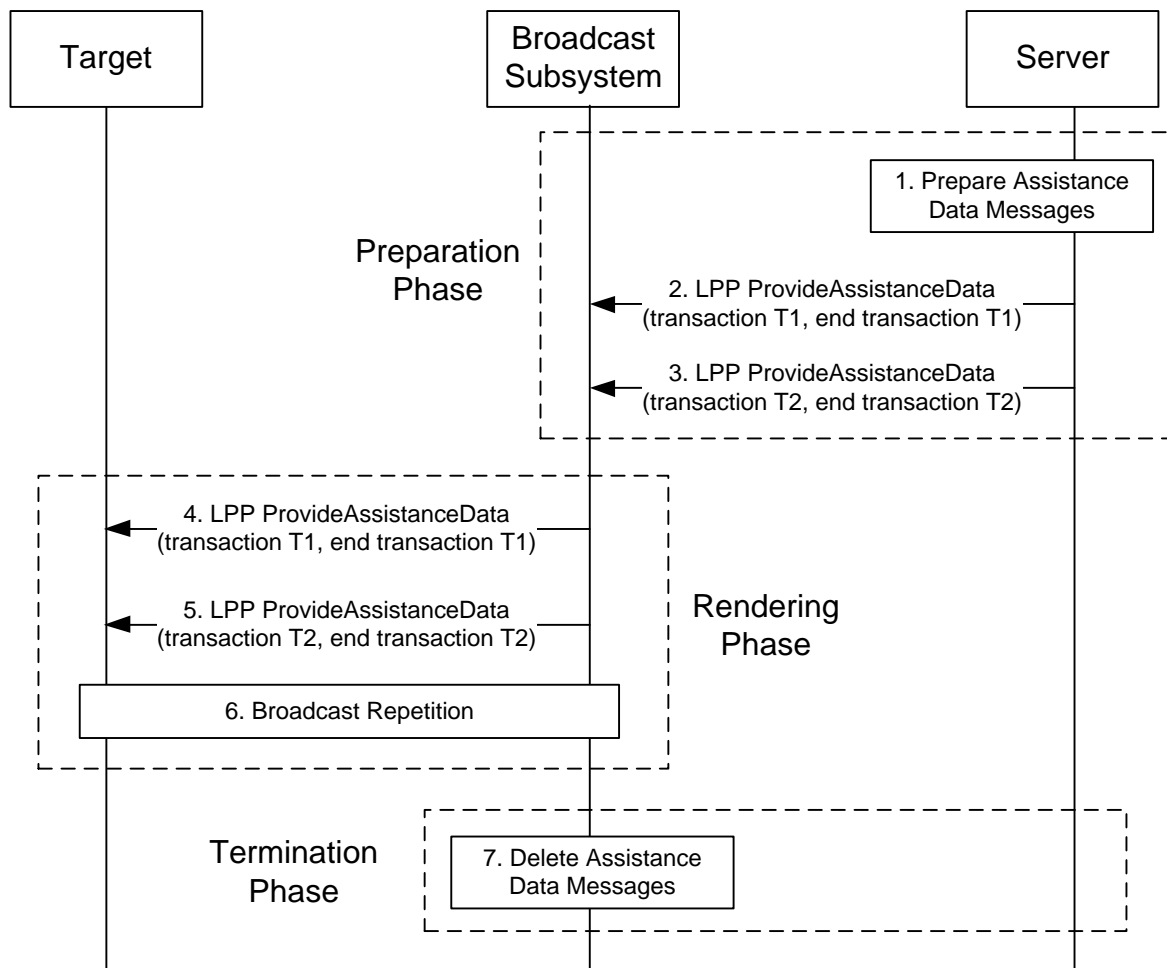 Target
Broadcast
Subsystem
Server
1. Prepare Assistance
Data Messages
Preparation
Phase
2. LPP ProvideAssistanceData
(transaction T1, end transaction T1)
3. LPP ProvideAssistanceData
(transaction T2, end transaction T2)
4. LPP ProvideAssistanceData
(transaction T1, end transaction T1)
5. LPP ProvideAssistanceData
(transaction T2, end transaction T2)
Rendering
Phase
6. Broadcast Repetition
Termination
Phase
7. Delete Assistance
Data Messages